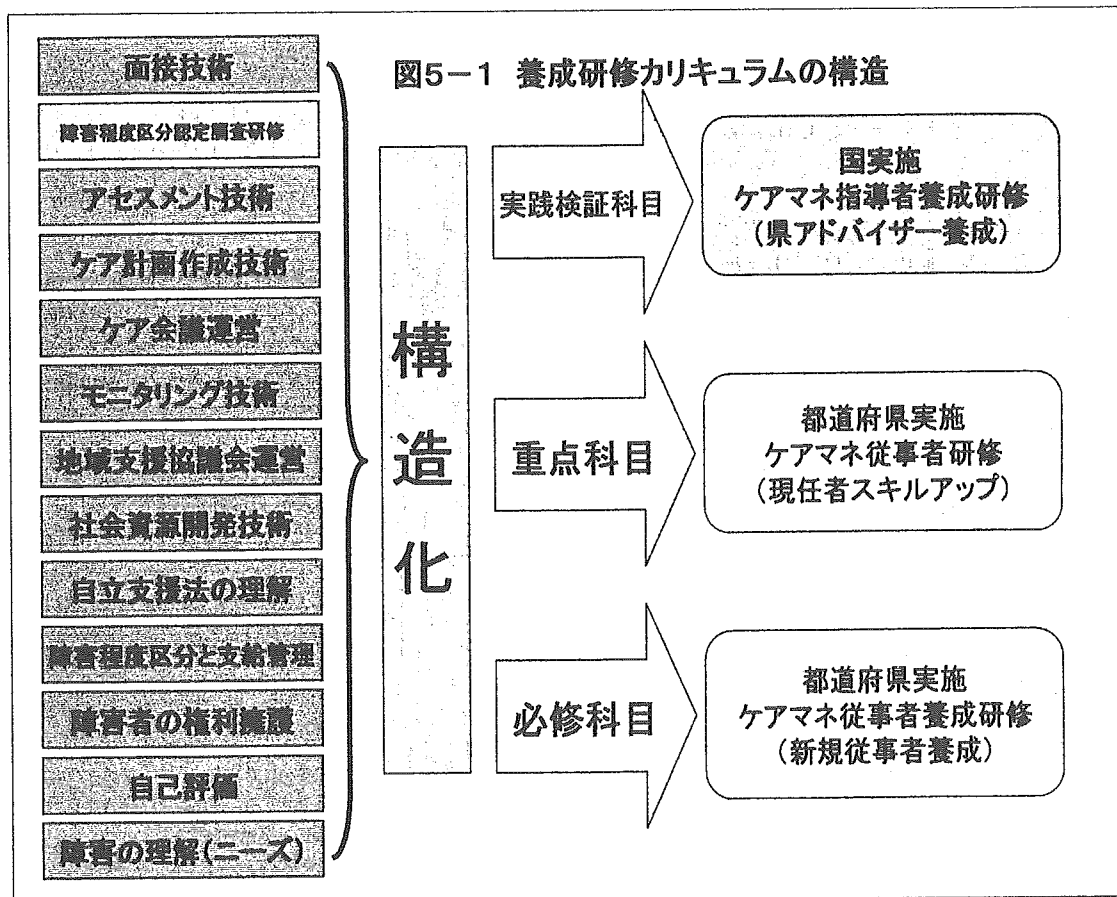 図5-1 養成研修カリキュラムの構造
面接技術
障害程度区分認定調査研修
アセスメント技術
ケア計画作成技術
ケア会議運営
モニタリング技術
地域支援協議会運営
社会資源開発技術
自立支援法の理解
障害程度区分と支給管理
障害者の権利擁護
自己評価
障害の理解(ニーズ)
構造化
実践検証科目
国実施
ケアマネ指導者養成研修
(県アドバイザー養成)
重点科目
都道府県実施
ケアマネ従事者研修
(現任者スキルアップ)
必修科目
都道府県実施
ケアマネ従事者養成研修
(新規従事者養成)